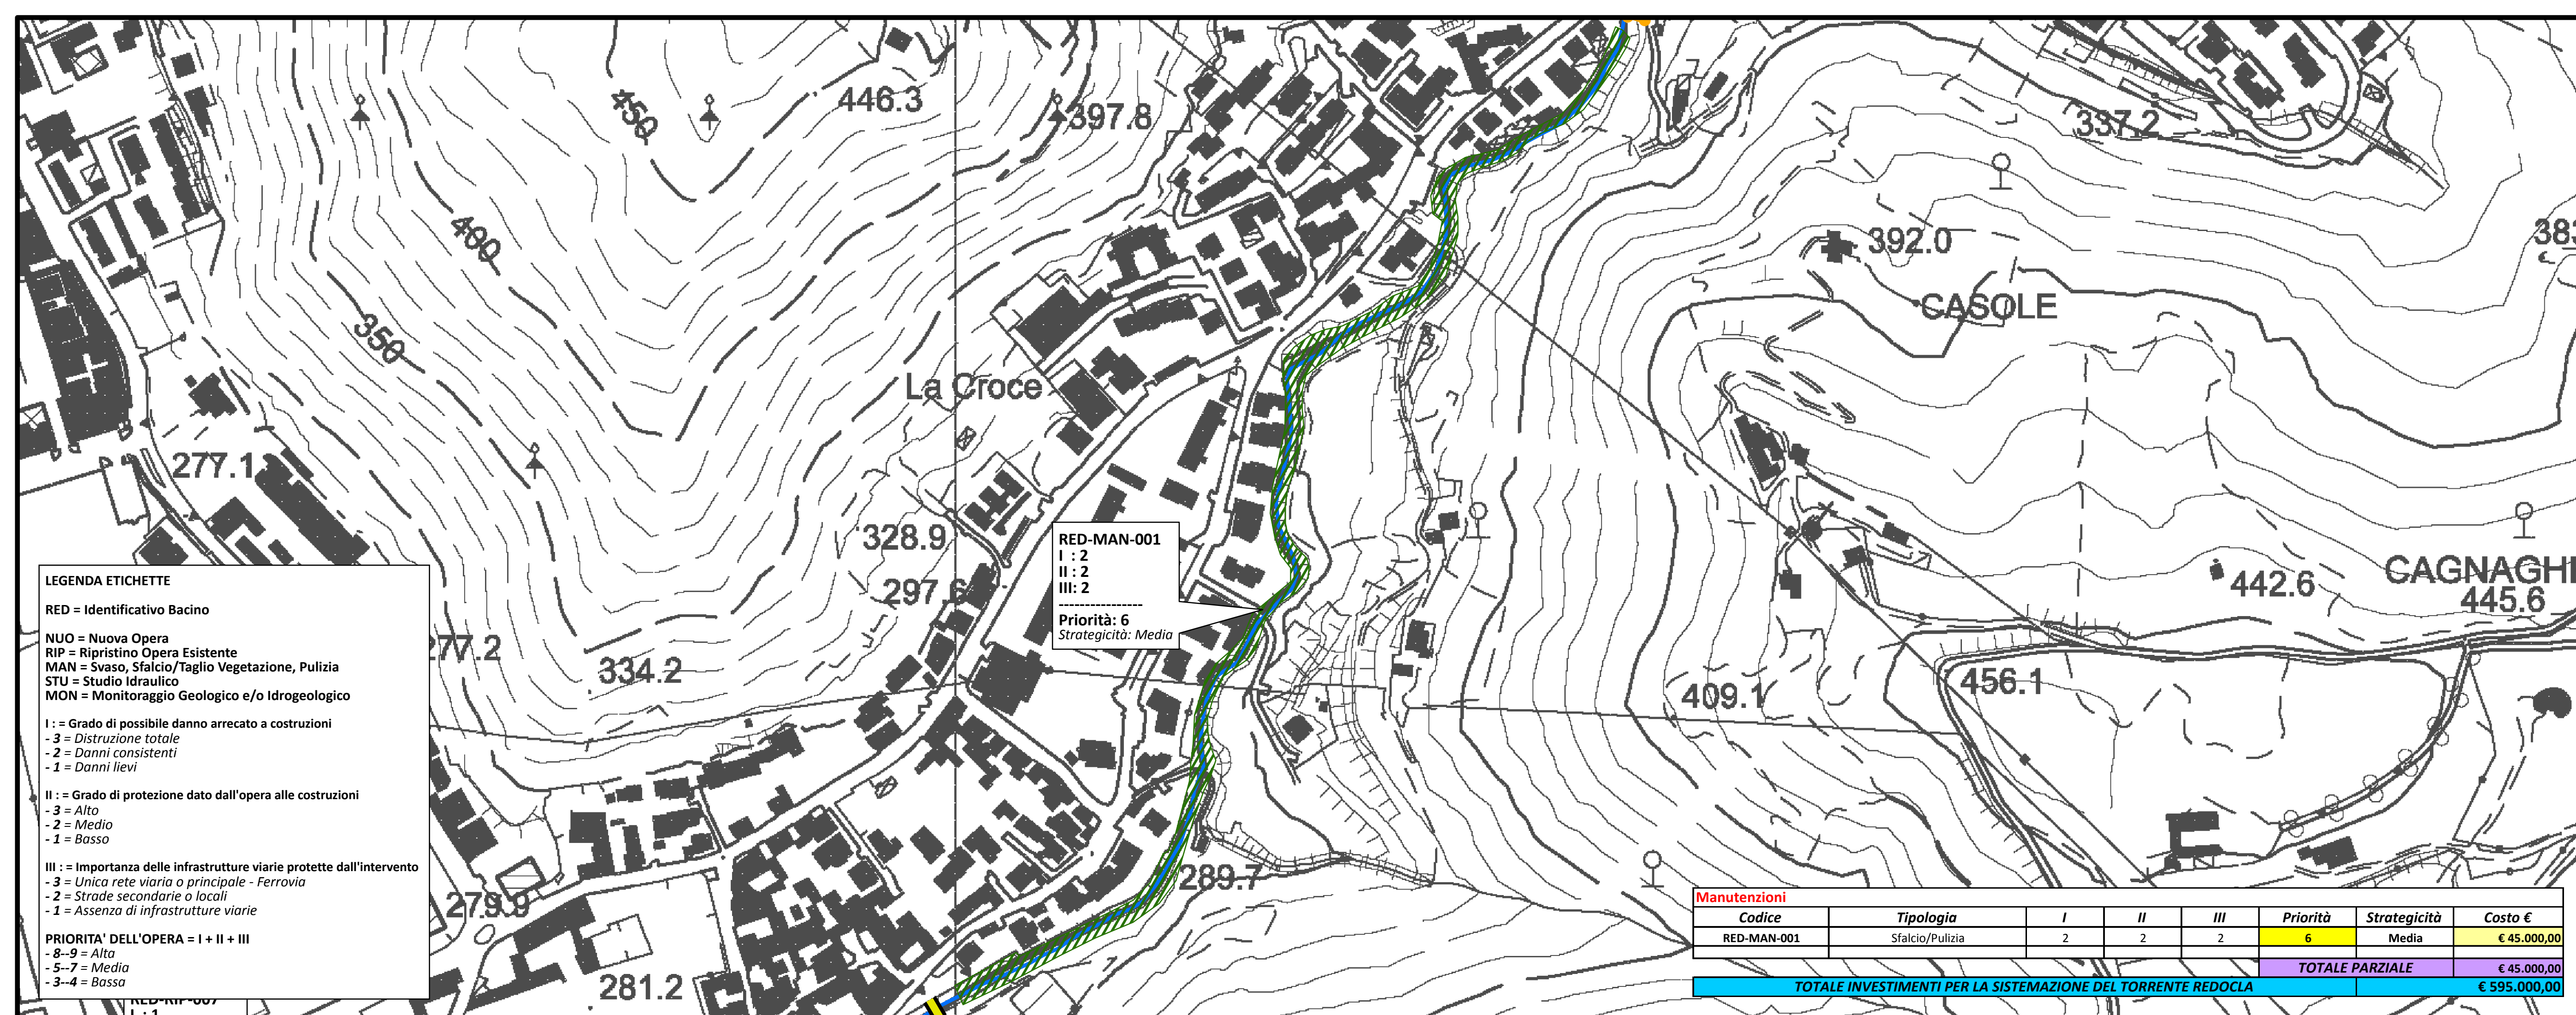 446.3
450
397.8
337.2
400
392.0
CASOLE
350
La Croce
277.1
328.9
297.6
442.6
CAGNAGHI
445.6
277.2
334.2
409.1
456.1
289.7
279.9
281.2
RED-MAN-001
I : 2
II : 2
III: 2
----------------
Priorità: 6
Strategicità: Media
LEGENDA ETICHETTE
RED = Identificativo Bacino
NUO = Nuova Opera
RIP = Ripristino Opera Esistente
MAN = Svaso, Sfalcio/Taglio Vegetazione, Pulizia
STU = Studio Idraulico
MON = Monitoraggio Geologico e/o Idrogeologico
I : = Grado di possibile danno arrecato a costruzioni
- 3 = Distruzione totale
- 2 = Danni consistenti
- 1 = Danni lievi
II : = Grado di protezione dato dall'opera alle costruzioni
- 3 = Alto
- 2 = Medio
- 1 = Basso
III : = Importanza delle infrastrutture viarie protette dall'intervento
- 3 = Unica rete viaria o principale - Ferrovia
- 2 = Strade secondarie o locali
- 1 = Assenza di infrastrutture viarie
PRIORITA' DELL'OPERA = I + II + III
- 8--9 = Alta
- 5--7 = Media
- 3--4 = Bassa
RED-RIP-007
Manutenzioni
Codice Tipologia I II III Priorità Strategicità Costo €
RED-MAN-001 Sfalcio/Pulizia 2 2 2 6 Media € 45.000,00
TOTALE PARZIALE € 45.000,00
TOTALE INVESTIMENTI PER LA SISTEMAZIONE DEL TORRENTE REDOCLA € 595.000,00